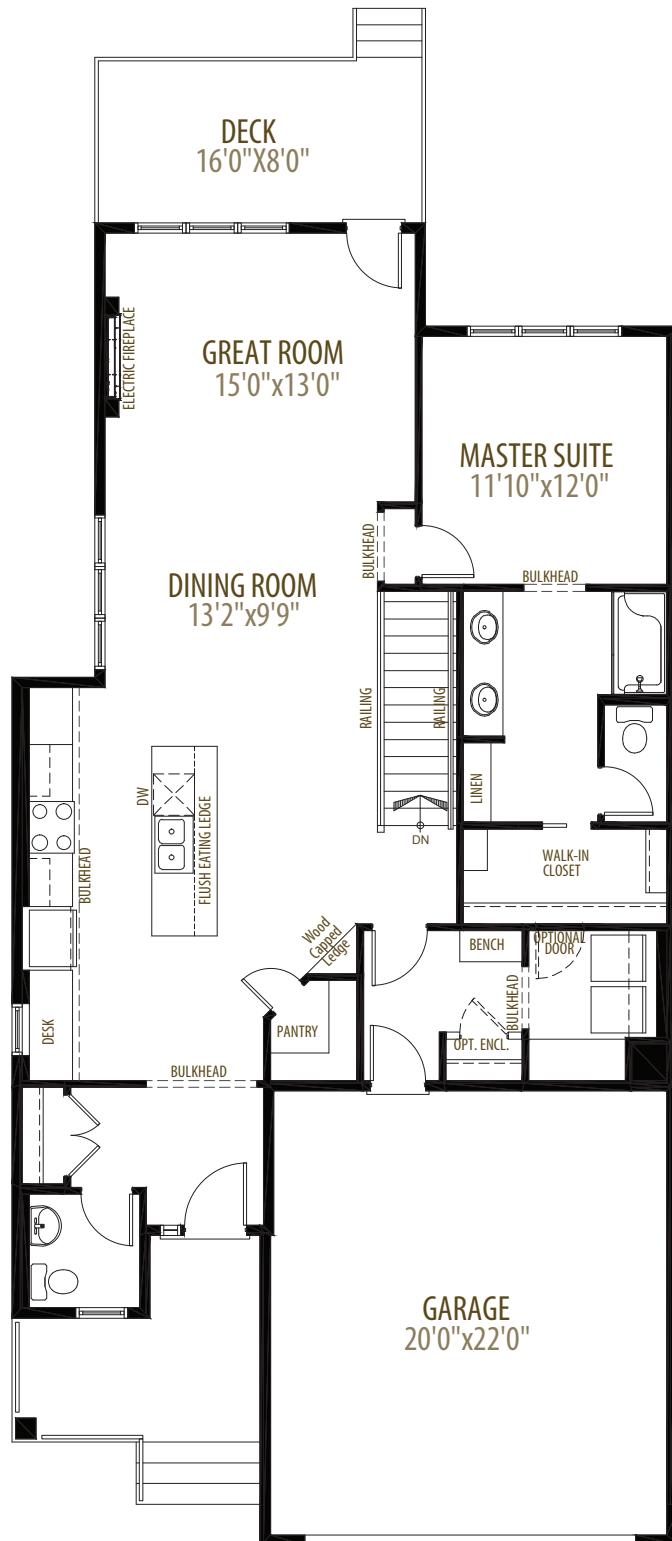 DECK
16'0"X8'0"
ELECTRIC FIREPLACE
GREAT ROOM
15'0"x13'0"
MASTER SUITE
11'10"x12'0"
BULKHEAD
DINING ROOM
13'2"x9'9"
BULKHEAD
RAILING
RAILING
LINEN
DW
FLUSH EATING LEDGE
BULKHEAD
DN
WALK-IN
CLOSET
Wood
Capped
Ledge
BENCH
OPTIONAL
DOOR
BULKHEAD
DESK
PANTRY
OPT. ENCL.
BULKHEAD
GARAGE
20'0"x22'0"